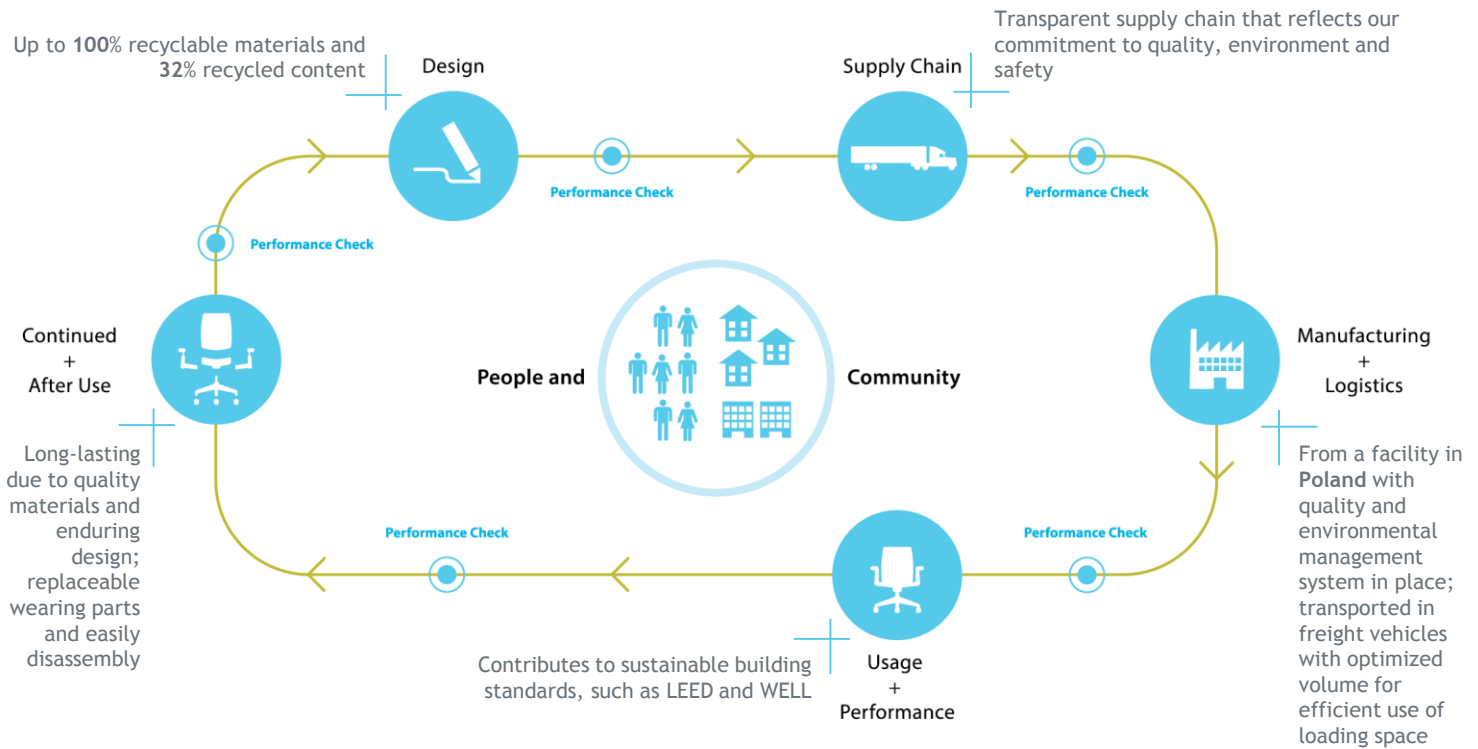 Up to 100% recyclable materials and
32% recycled content
Design
Supply Chain
Transparent supply chain that reflects our
commitment to quality, environment and
safety
Performance Check
Performance Check
Performance Check
Continued
+
After Use
People and
Community
Manufacturing
+
Logistics
Long-lasting
due to quality
materials and
enduring
design;
replaceable
wearing parts
and easily
disassembly
From a facility in
Poland with
quality and
environmental
management
system in place;
transported in
freight vehicles
with optimized
volume for
efficient use of
loading space
Performance Check
Performance Check
Contributes to sustainable building
standards, such as LEED and WELL
Usage
+
Performance